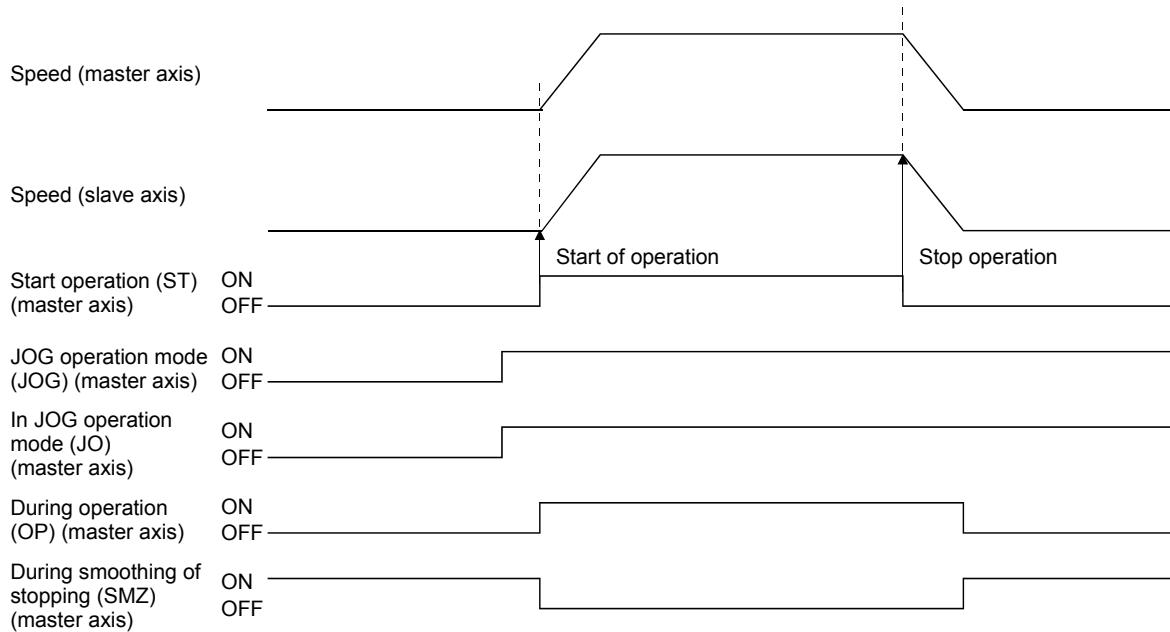 Speed (master axis)
Speed (slave axis)
Start of operation
Stop operation
Start operation (ST)
(master axis)
ON
OFF
JOG operation mode
(JOG) (master axis)
ON
OFF
In JOG operation
mode (JO)
(master axis)
ON
OFF
During operation
(OP) (master axis)
ON
OFF
During smoothing of
stopping (SMZ)
(master axis)
ON
OFF